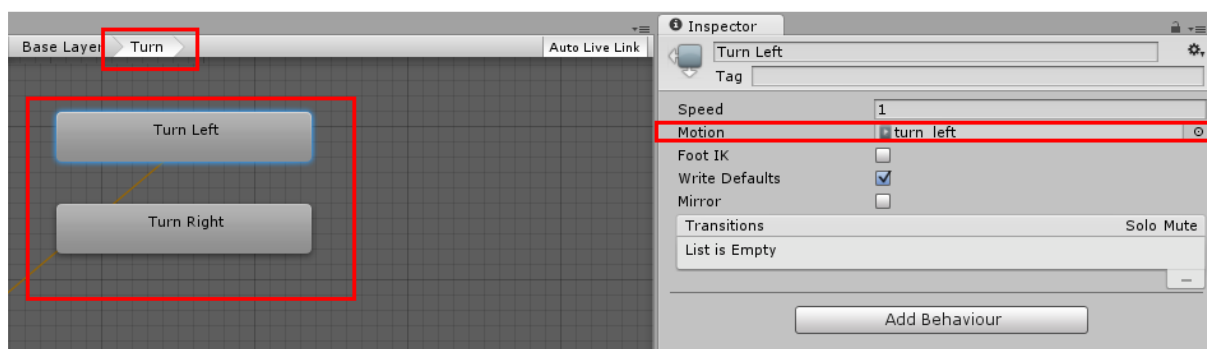 Base Layer Turn Auto Live Link
Turn Left
Turn Right
Inspector
Turn Left
Tag
Speed 1
Motion turn_left
Foot IK
Write Defaults
Mirror
Transitions Solo Mute
List is Empty
Add Behaviour